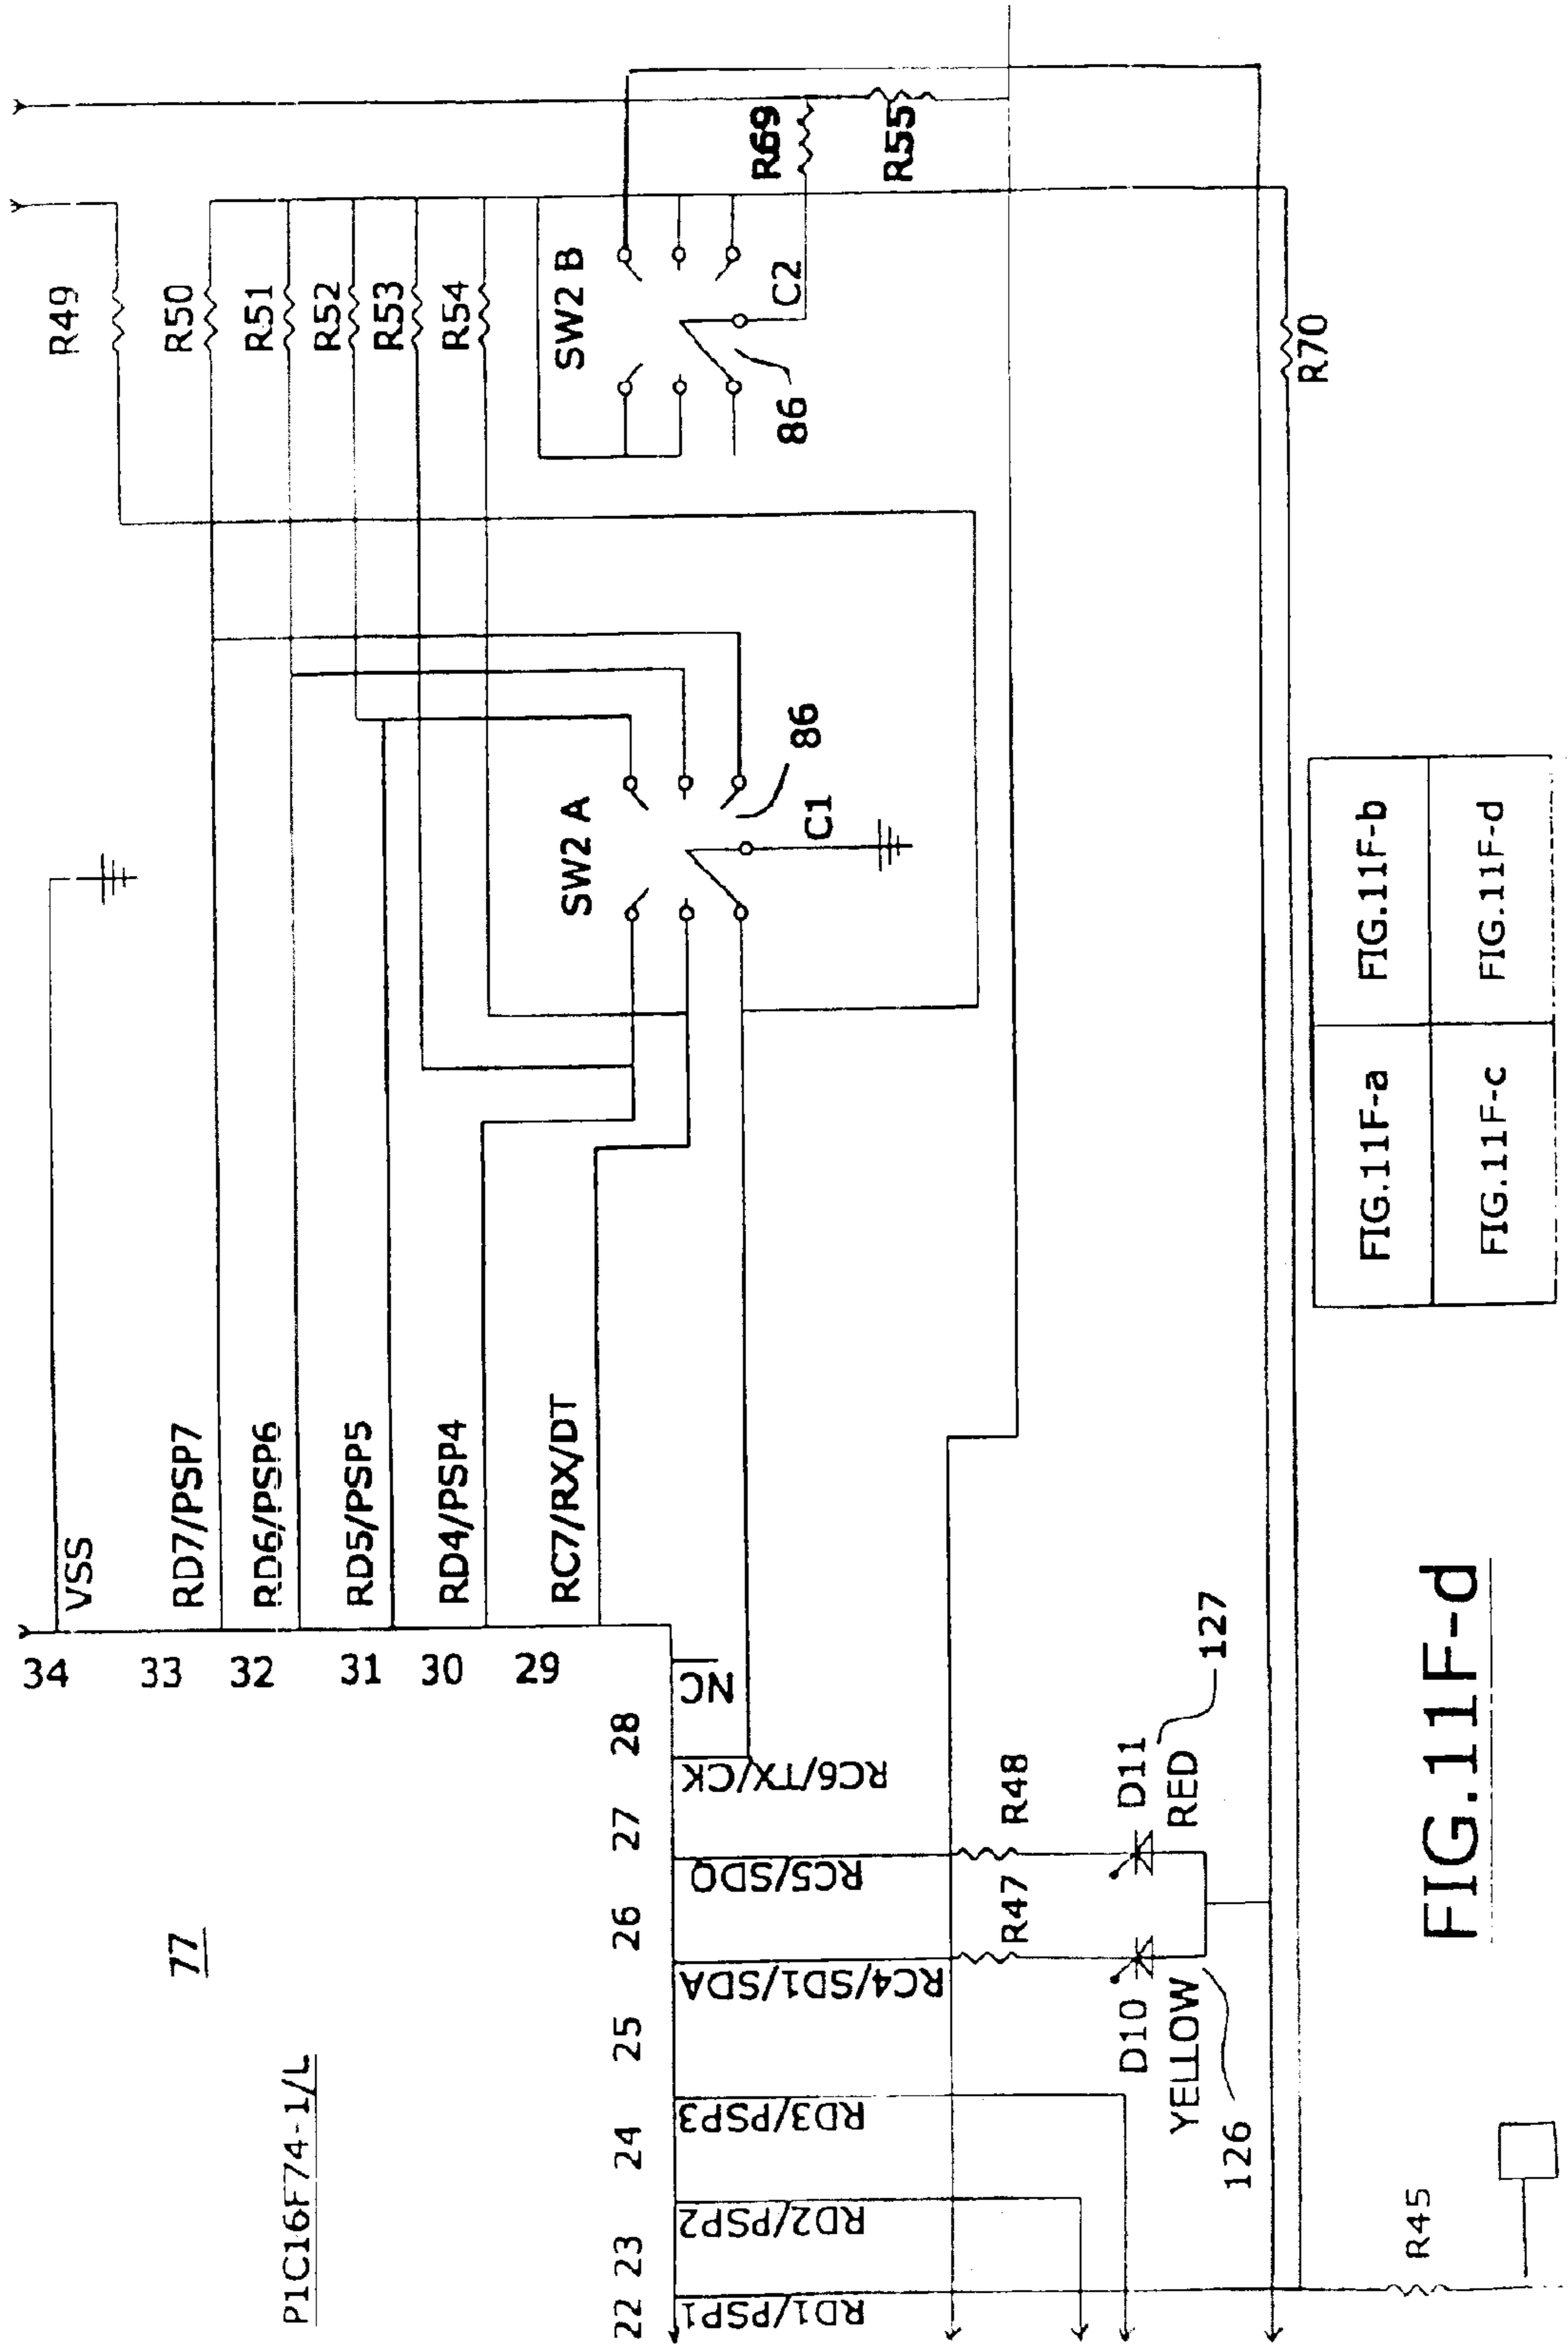 P1C16F74-1/L
77
34
VSS
33
RD7/PSP7
32
RD6/PSP6
31
RD5/PSP5
30
RD4/PSP4
29
RC7/RX/DT
22
23
24
25
26
27
28
RD1/PSP1
RD2/PSP2
RD3/PSP3
RC4/SD1/SDA
RC5/SDO
RC6/TX/CK
NC
R49
R50
R51
R52
R53
R54
SW2 A
86
C1
SW2 B
86
C2
R69
R55
R47
R48
D10
YELLOW
126
D11
RED
127
R70
R45
FIG.11F-a
FIG.11F-b
FIG.11F-c
FIG.11F-d
FIG.11F-d